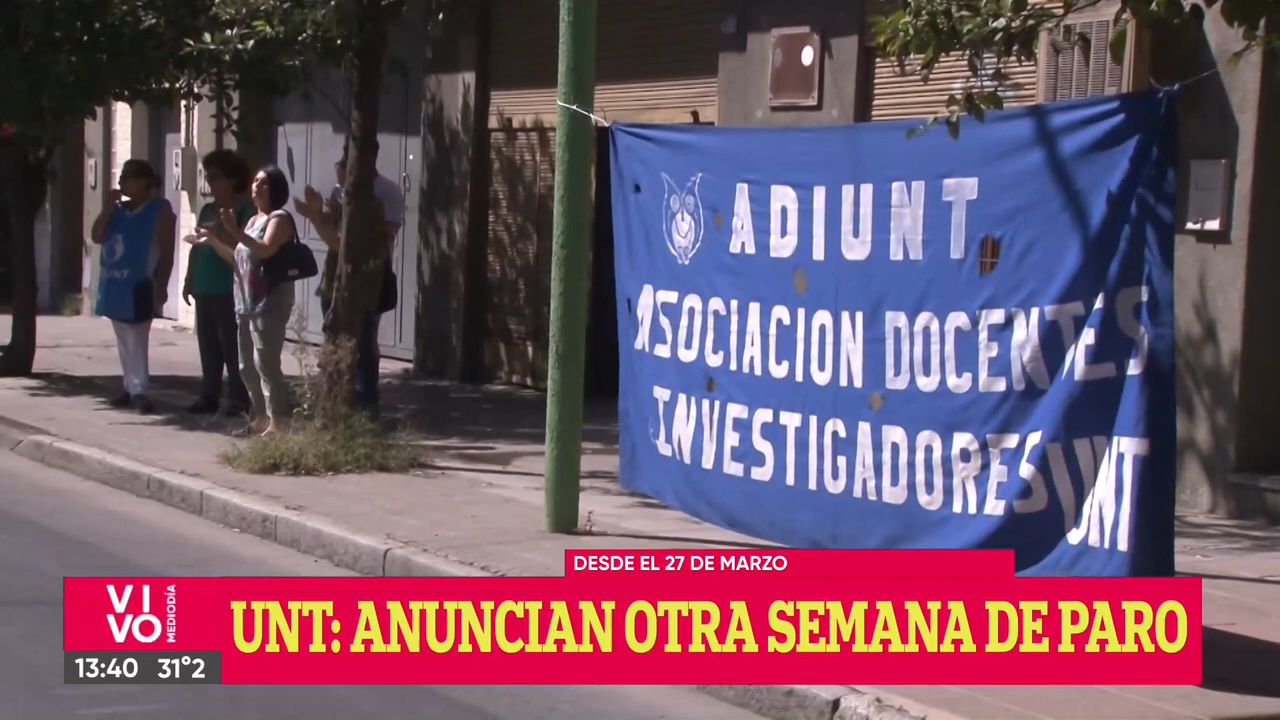 ADIUNT
ASOCIACION DOCENTES
INVESTIGADORES UNT
DESDE EL 27 DE MARZO
UNT: ANUNCIAN OTRA SEMANA DE PARO
VIVO
MEDIODÍA
13:40 31°2